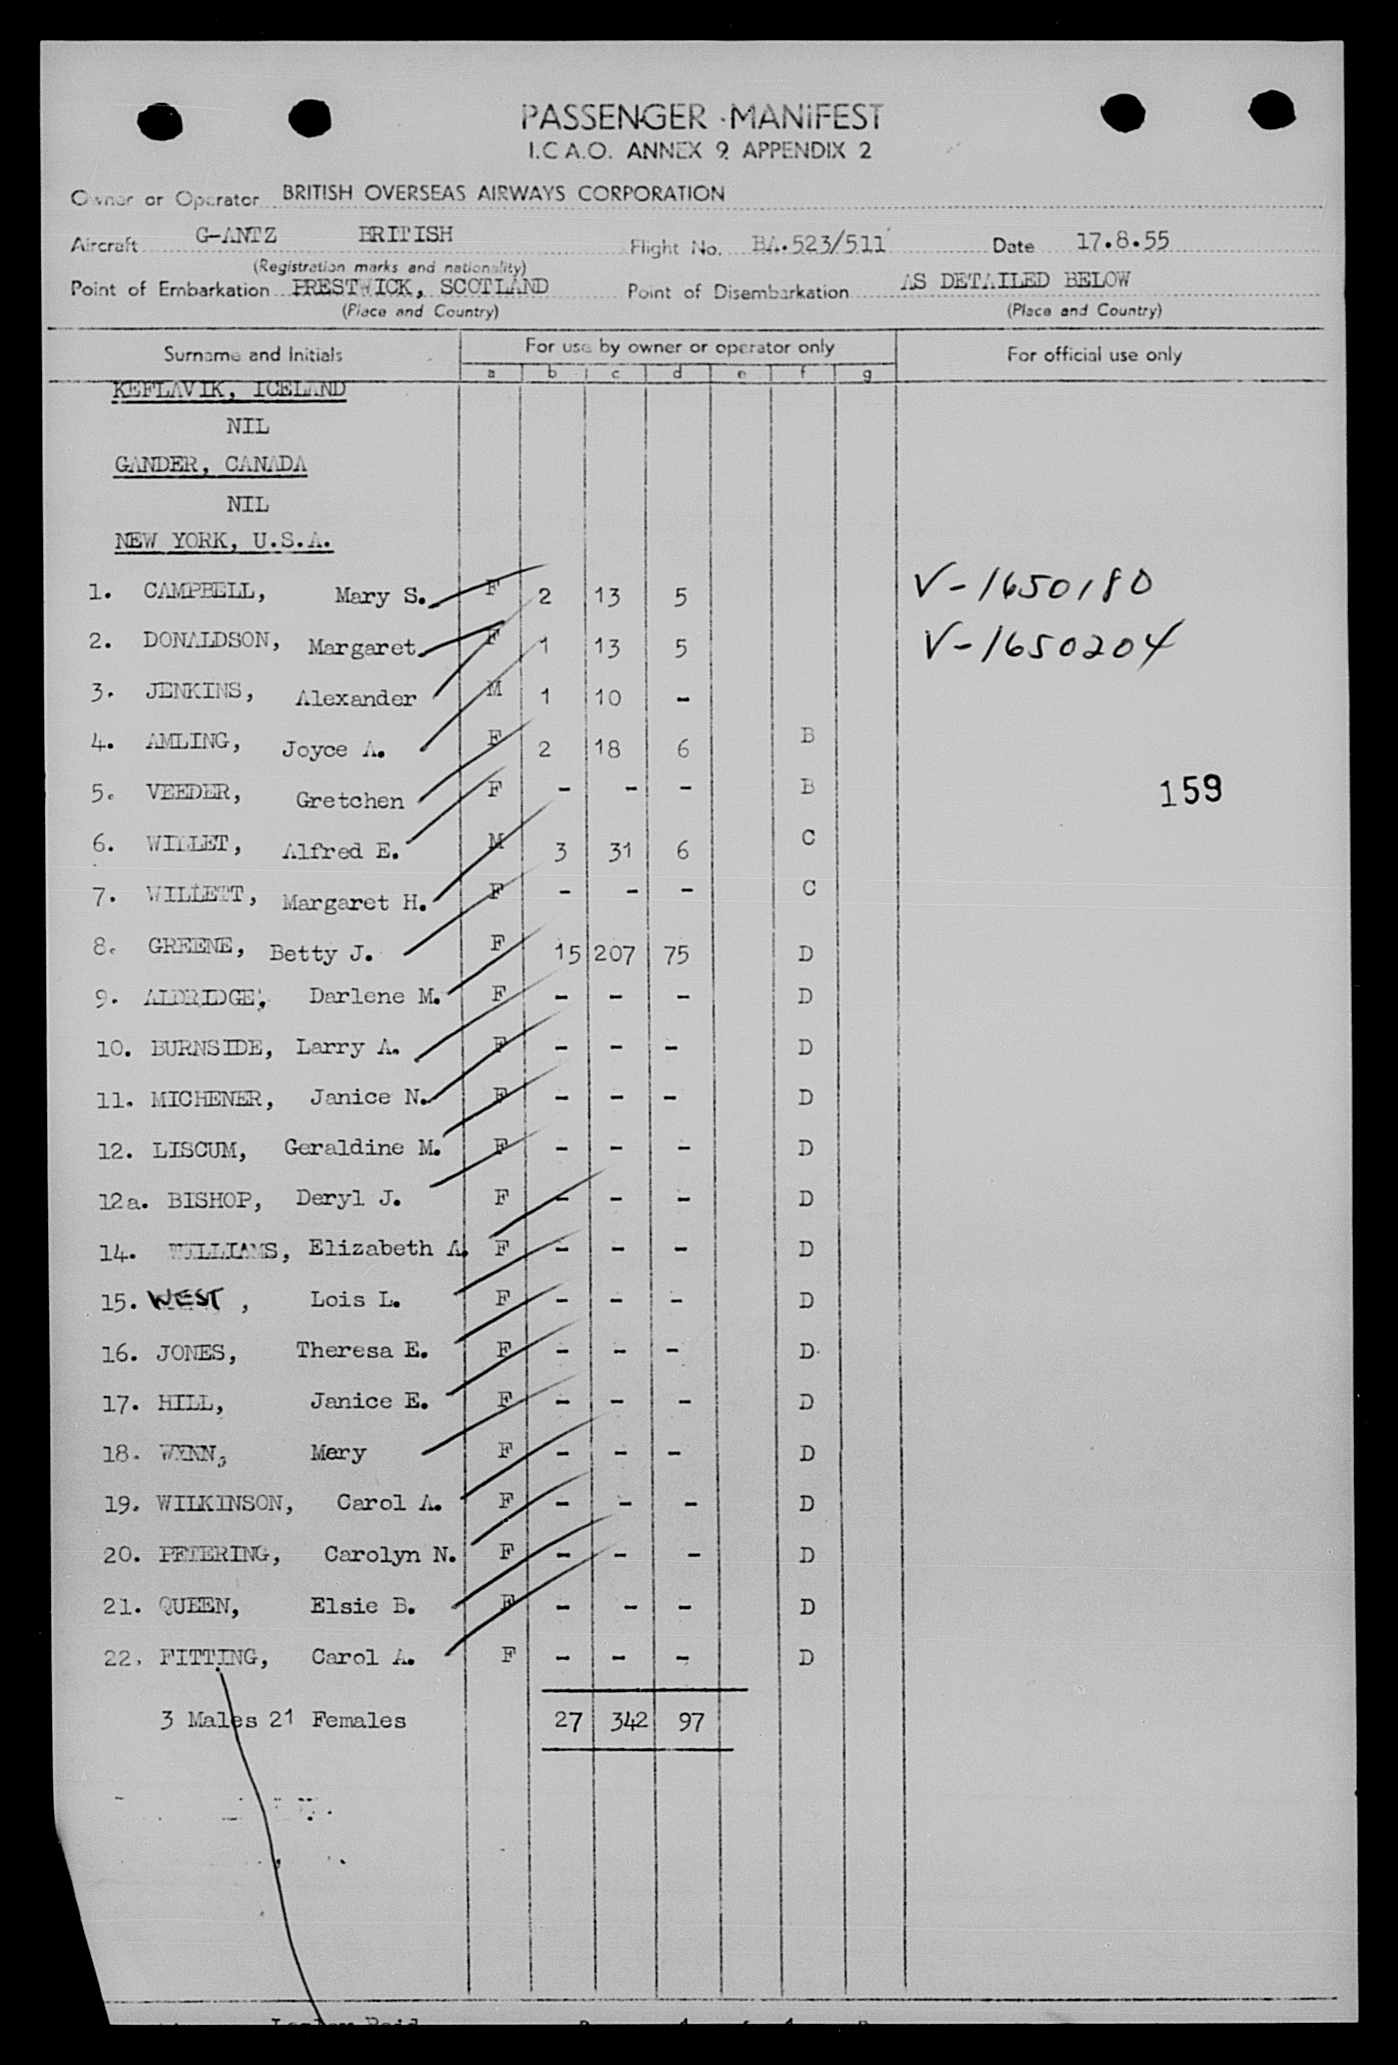 PASSENGER MANIFEST
I.C.A.O. ANNEX 9 APPENDIX 2
Owner or Operator BRITISH OVERSEAS AIRWAYS CORPORATION
Aircraft G-ANTZ BRITISH Flight No. BA.523/511 Date 17.8.55
(Registration marks and nationality)
Point of Embarkation PRESTWICK, SCOTLAND Point of Disembarkation AS DETAILED BELOW
(Place and Country) (Place and Country)
Surname and Initials For use by owner or operator only For official use only
a b c d e f g
KEFLAVIK, ICELAND
NIL
GANDER, CANADA
NIL
NEW YORK, U.S.A.
1. CAMPBELL, Mary S. F 2 13 5 V-1650180
2. DONALDSON, Margaret F 1 13 5 V-1650204
3. JENKINS, Alexander M 1 10 -
4. AMLING, Joyce A. F 2 18 6 B
5. VEEDER, Gretchen F - - - B 159
6. WILLET, Alfred E. M 3 31 6 C
7. WILLETT, Margaret H. F - - - C
8. GREENE, Betty J. F 15 207 75 D
9. ALDRIDGE, Darlene M. F - - - D
10. BURNSIDE, Larry A. F - - - D
11. MICHENER, Janice N. F - - - D
12. LISCUM, Geraldine M. F - - - D
12a. BISHOP, Deryl J. F - - - D
14. WILLIAMS, Elizabeth A. F - - - D
15. WEST, Lois L. F - - - D
16. JONES, Theresa E. F - - - D
17. HILL, Janice E. F - - - D
18. WYNN, Mary F - - - D
19. WILKINSON, Carol A. F - - - D
20. PETERING, Carolyn N. F - - - D
21. QUEEN, Elsie B. F - - - D
22. FITTING, Carol A. F - - - D
3 Males 21 Females 27 342 97